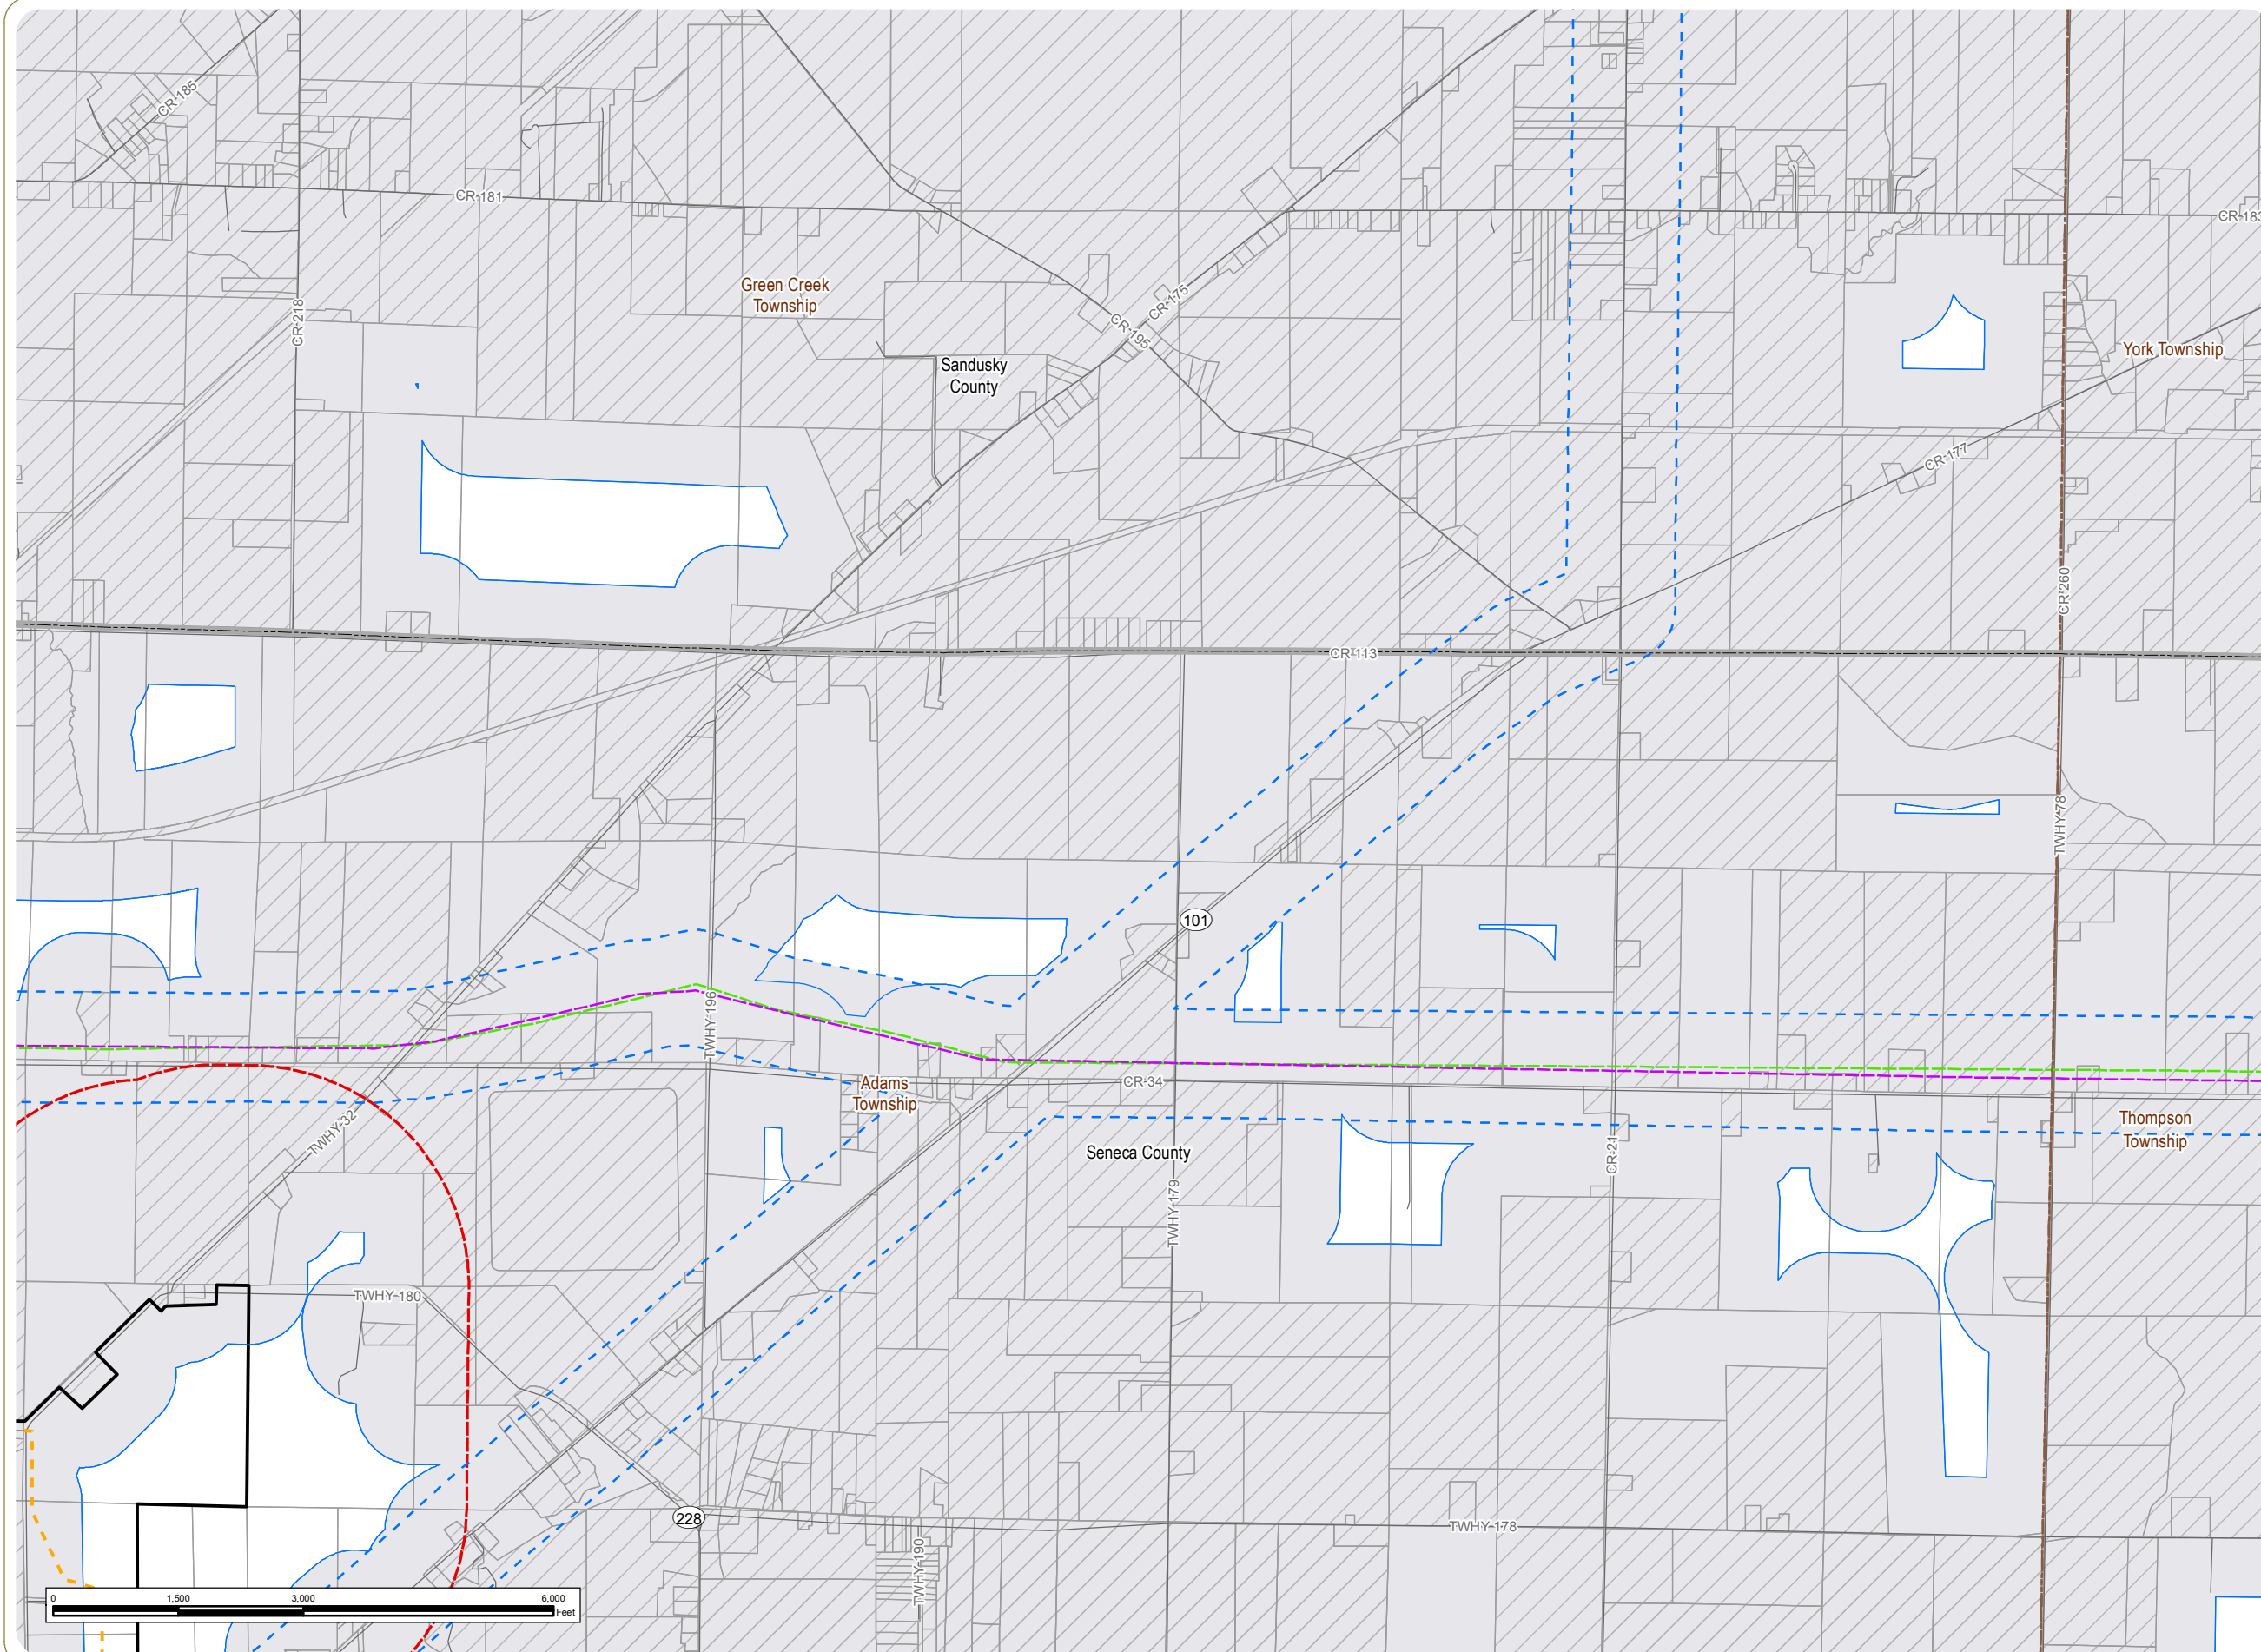 CR-185
CR-181
CR-183
CR-218
Green Creek
Township
CR-175
CR-195
Sandusky
County
York Township
CR-177
CR-260
CR-113
TWHY-78
101
TWHY-196
CR-34
Adams
Township
TWHY-32
Thompson
Township
Seneca County
CR-21
TWHY-179
TWHY-180
228
TWHY-178
TWHY-190
0 1,500 3,000 6,000
Feet